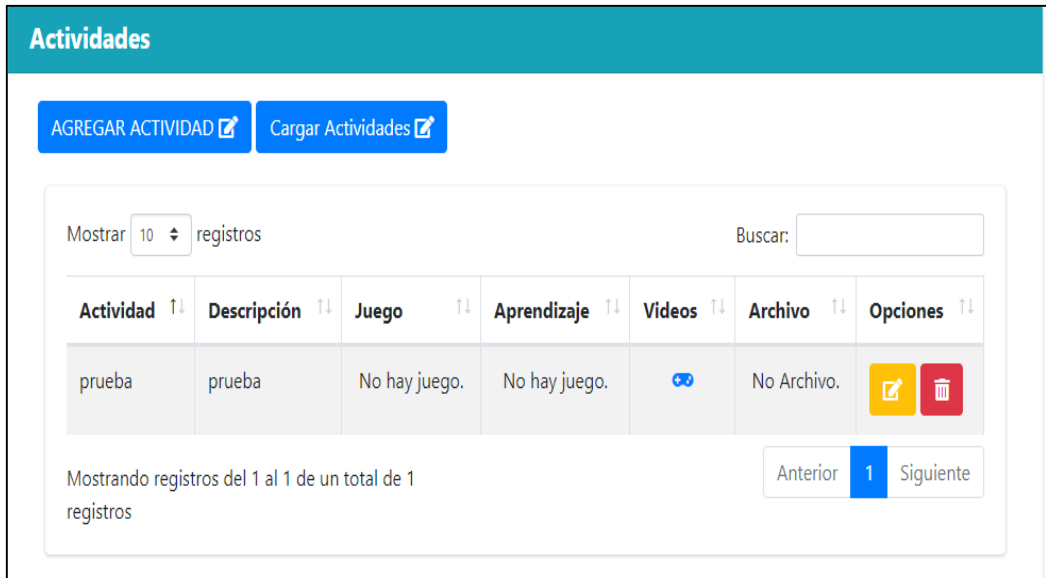 Actividades
AGREGAR ACTIVIDAD Cargar Actividades
Mostrar 10 registros Buscar:
Actividad Descripción Juego Aprendizaje Videos Archivo Opciones
prueba prueba No hay juego. No hay juego. No Archivo.
Mostrando registros del 1 al 1 de un total de 1
registros
Anterior 1 Siguiente